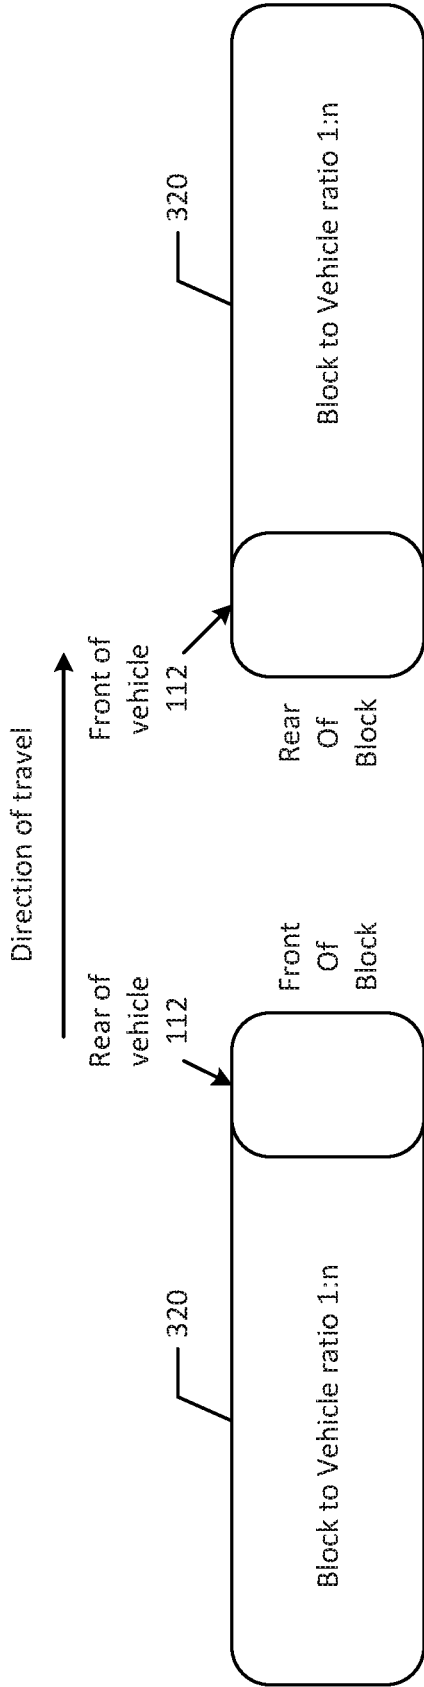 Direction of travel
Rear of
vehicle
112
Front of
vehicle
112
320
320
Block to Vehicle ratio 1:n
Front
Of
Block
Rear
Of
Block
Block to Vehicle ratio 1:n